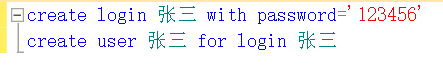 create login 张三 with password='123456'
create user 张三 for login 张三